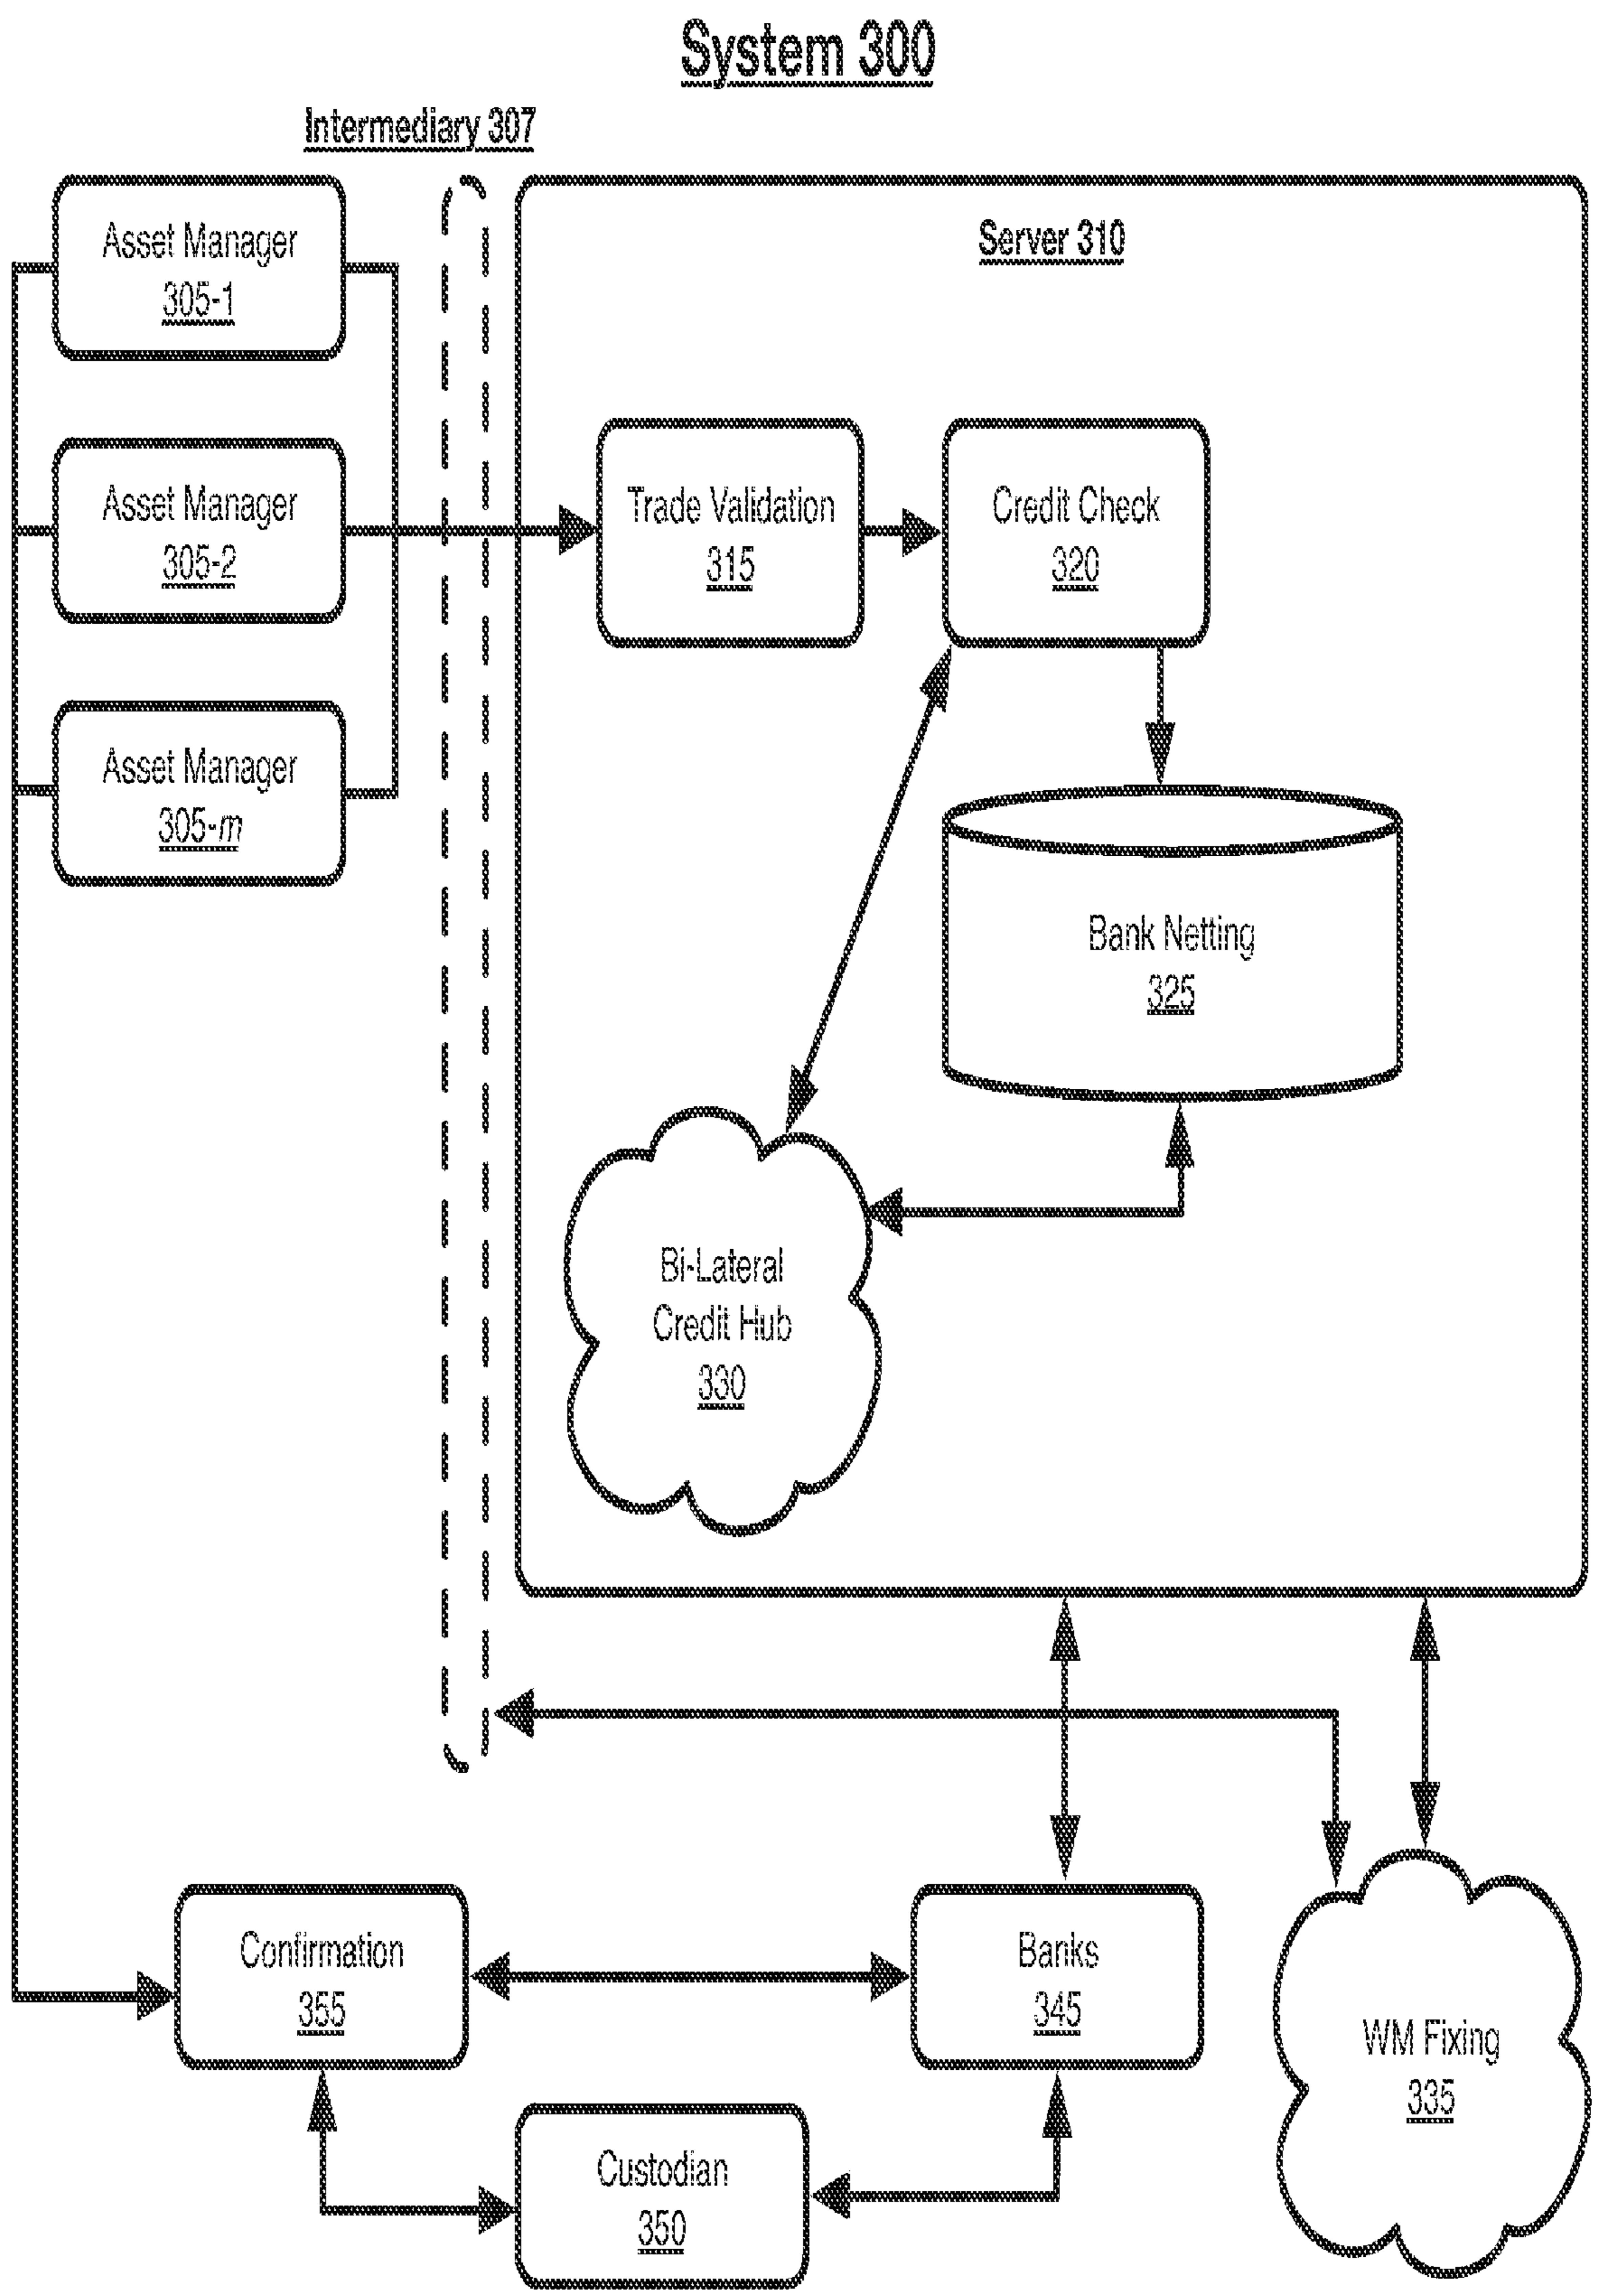 System 300
Intermediary 307
Server 310
Asset Manager
305-1
Asset Manager
305-2
Asset Manager
305-m
Trade Validation
315
Credit Check
320
Bank Netting
325
Bi-Lateral
Credit Hub
330
Confirmation
355
Banks
345
WM Fixing
335
Custodian
350